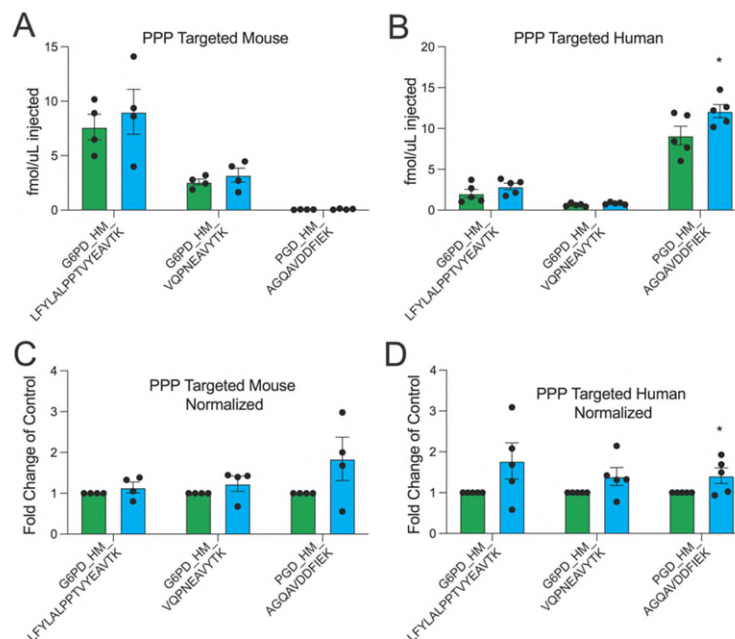 A
PPP Targeted Mouse
fmol/uL injected
15
10
5
0
G6PD_HM_
LFYLALPPTVYEAVTK
G6PD_HM_
VQPNEAVYTK
PGD_HM_
AGQAVDDFIEK
B
PPP Targeted Human
fmol/uL injected
20
15
10
5
0
*
G6PD_HM_
LFYLALPPTVYEAVTK
G6PD_HM_
VQPNEAVYTK
PGD_HM_
AGQAVDDFIEK
C
PPP Targeted Mouse
Normalized
Fold Change of Control
4
3
2
1
0
G6PD_HM_
LFYLALPPTVYEAVTK
G6PD_HM_
VQPNEAVYTK
PGD_HM_
AGQAVDDFIEK
D
PPP Targeted Human
Normalized
Fold Change of Control
4
3
2
1
0
*
G6PD_HM_
LFYLALPPTVYEAVTK
G6PD_HM_
VQPNEAVYTK
PGD_HM_
AGQAVDDFIEK